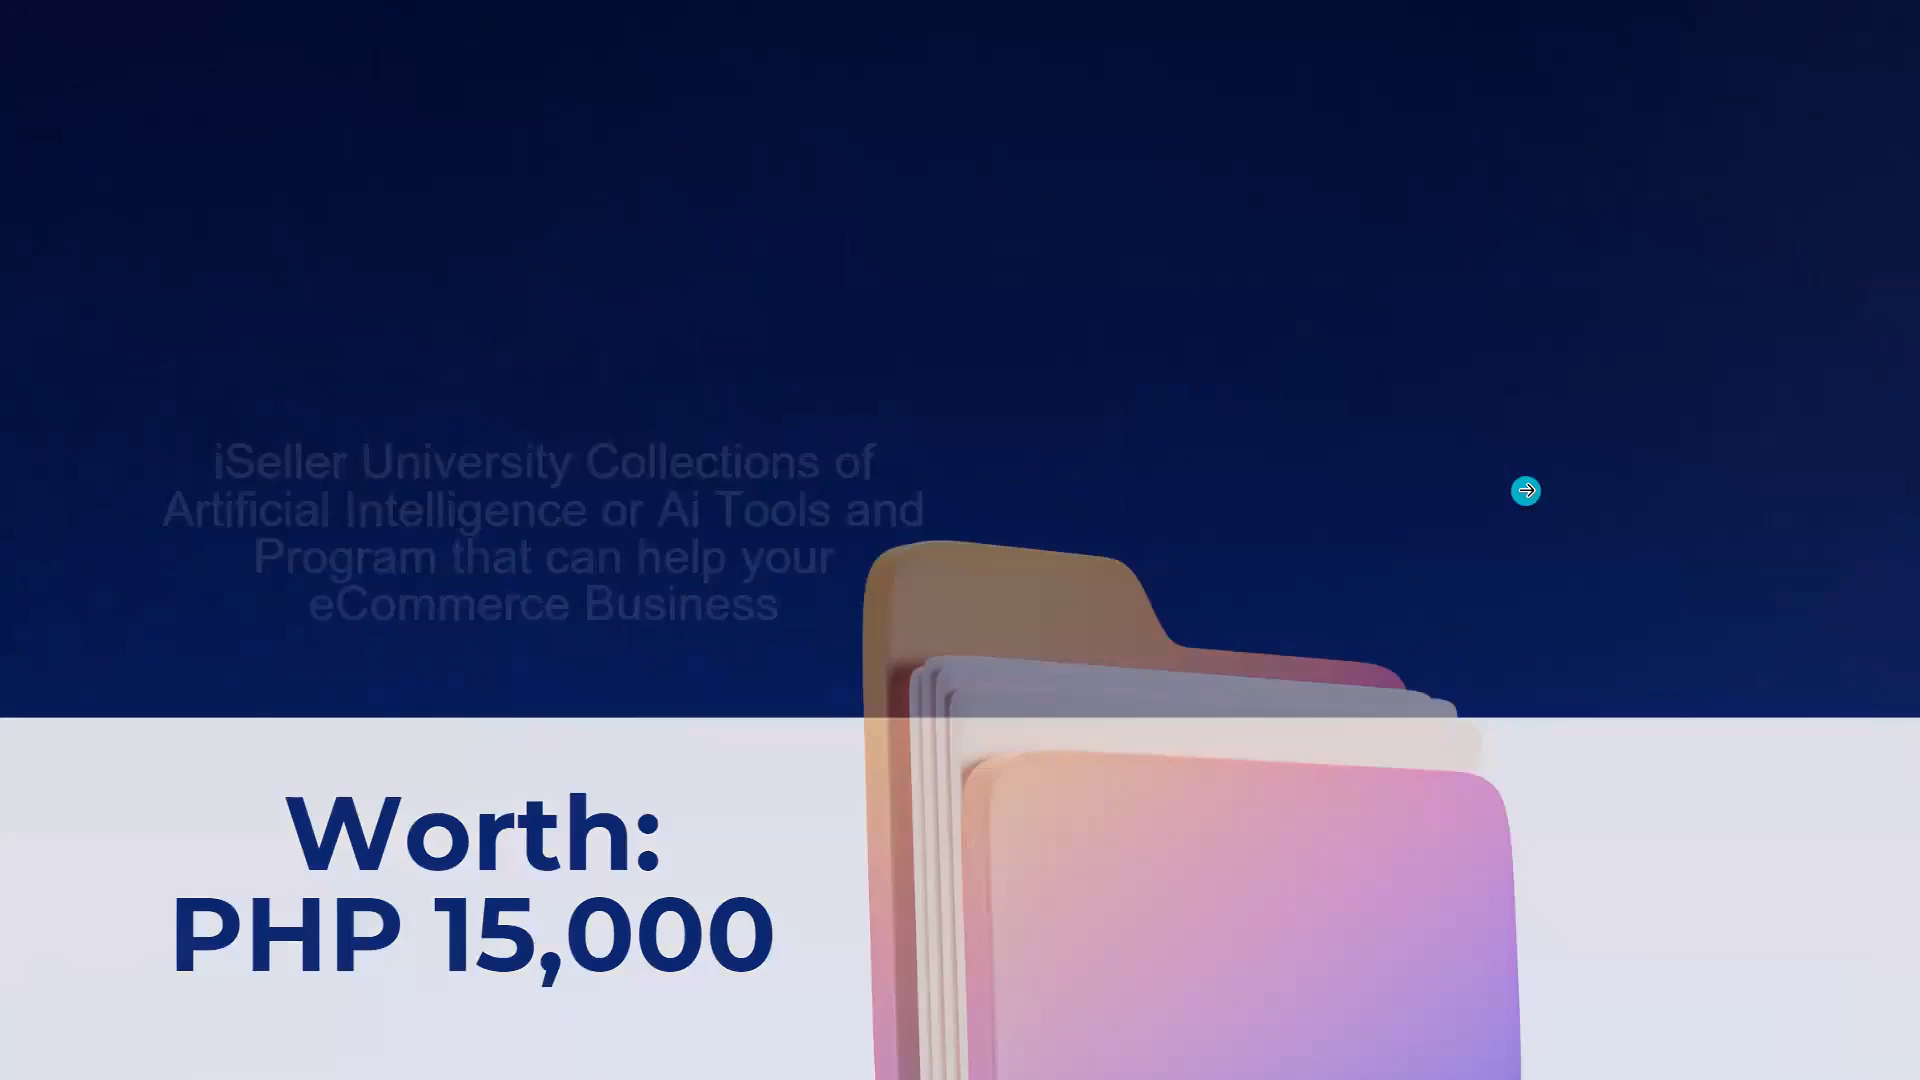 iSeller University Collections of
Artificial Intelligence or Ai Tools and
Program that can help your
eCommerce Business
Worth:
PHP 15,000